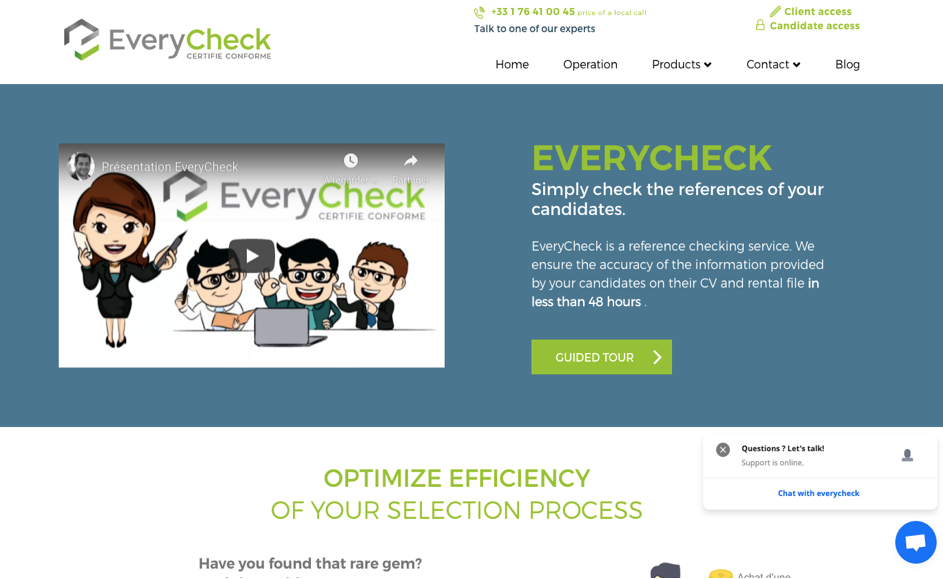 +33 1 76 41 00 45 price of a local call
Talk to one of our experts
Client access
Candidate access
EveryCheck
CERTIFIE CONFORME
Home
Operation
Products
Contact
Blog
Présentation EveryCheck
Partager
EveryCheck
CERTIFIE CONFORME
EVERYCHECK
Simply check the references of your
candidates.
EveryCheck is a reference checking service. We
ensure the accuracy of the information provided
by your candidates on their CV and rental file in
less than 48 hours .
GUIDED TOUR
OPTIMIZE EFFICIENCY
OF YOUR SELECTION PROCESS
Questions ? Let's talk!
Support is online.
Chat with everycheck
Have you found that rare gem?
Achat d'une